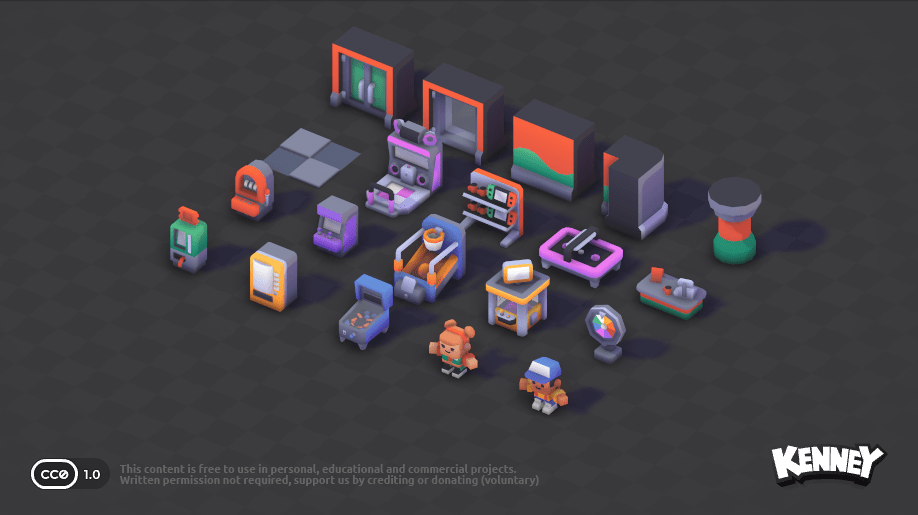 CC0 1.0
This content is free to use in personal, educational and commercial projects.
Written permission not required, support us by crediting or donating (voluntary)
KENNEY